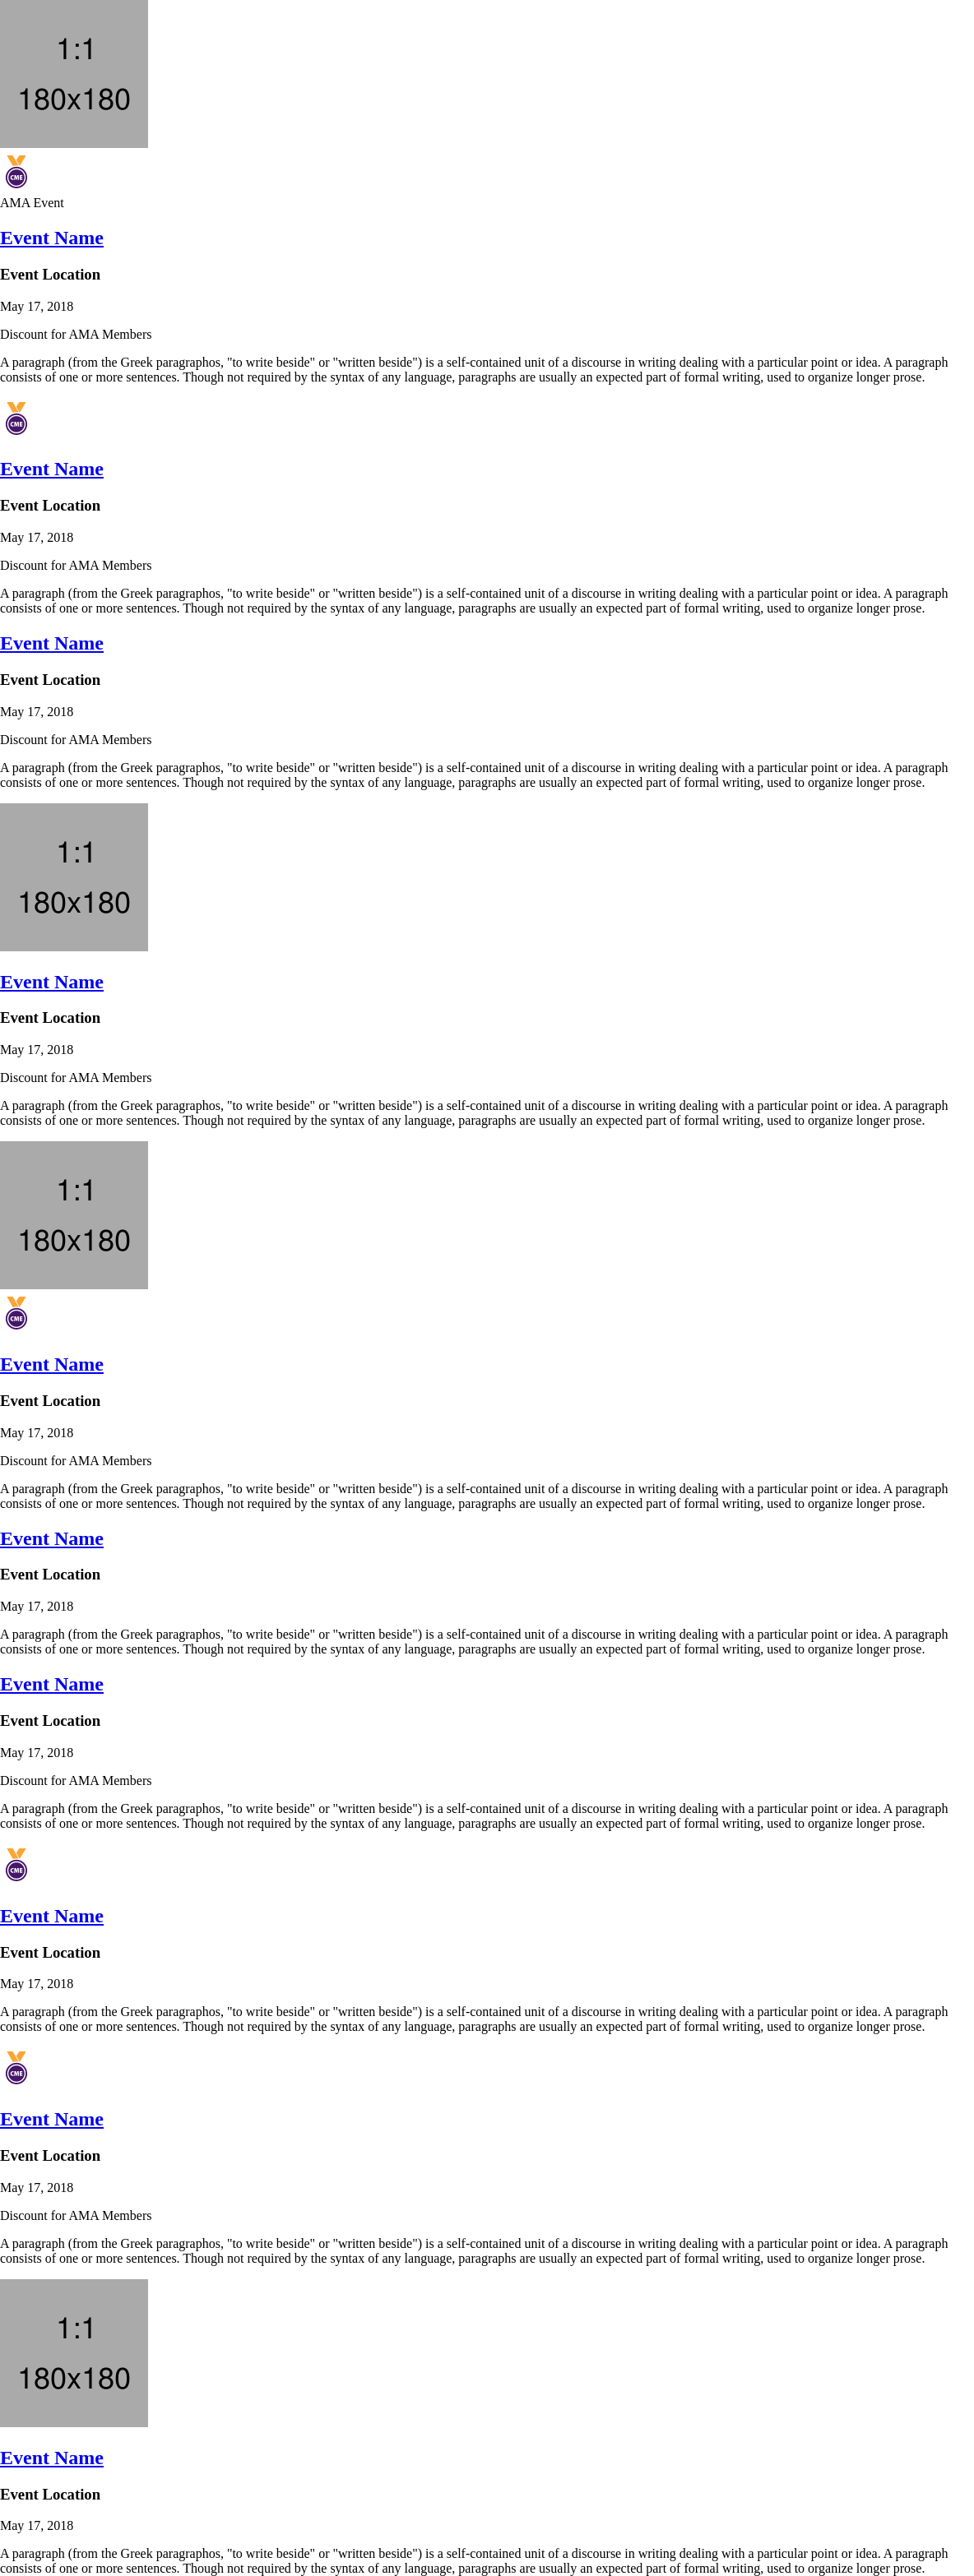 1:1
180x180
CME
AMA Event
Event Name
Event Location
May 17, 2018
Discount for AMA Members
A paragraph (from the Greek paragraphos, "to write beside" or "written beside") is a self-contained unit of a discourse in writing dealing with a particular point or idea. A paragraph
consists of one or more sentences. Though not required by the syntax of any language, paragraphs are usually an expected part of formal writing, used to organize longer prose.
CME
Event Name
Event Location
May 17, 2018
Discount for AMA Members
A paragraph (from the Greek paragraphos, "to write beside" or "written beside") is a self-contained unit of a discourse in writing dealing with a particular point or idea. A paragraph
consists of one or more sentences. Though not required by the syntax of any language, paragraphs are usually an expected part of formal writing, used to organize longer prose.
Event Name
Event Location
May 17, 2018
Discount for AMA Members
A paragraph (from the Greek paragraphos, "to write beside" or "written beside") is a self-contained unit of a discourse in writing dealing with a particular point or idea. A paragraph
consists of one or more sentences. Though not required by the syntax of any language, paragraphs are usually an expected part of formal writing, used to organize longer prose.
1:1
180x180
Event Name
Event Location
May 17, 2018
Discount for AMA Members
A paragraph (from the Greek paragraphos, "to write beside" or "written beside") is a self-contained unit of a discourse in writing dealing with a particular point or idea. A paragraph
consists of one or more sentences. Though not required by the syntax of any language, paragraphs are usually an expected part of formal writing, used to organize longer prose.
1:1
180x180
CME
Event Name
Event Location
May 17, 2018
Discount for AMA Members
A paragraph (from the Greek paragraphos, "to write beside" or "written beside") is a self-contained unit of a discourse in writing dealing with a particular point or idea. A paragraph
consists of one or more sentences. Though not required by the syntax of any language, paragraphs are usually an expected part of formal writing, used to organize longer prose.
Event Name
Event Location
May 17, 2018
A paragraph (from the Greek paragraphos, "to write beside" or "written beside") is a self-contained unit of a discourse in writing dealing with a particular point or idea. A paragraph
consists of one or more sentences. Though not required by the syntax of any language, paragraphs are usually an expected part of formal writing, used to organize longer prose.
Event Name
Event Location
May 17, 2018
Discount for AMA Members
A paragraph (from the Greek paragraphos, "to write beside" or "written beside") is a self-contained unit of a discourse in writing dealing with a particular point or idea. A paragraph
consists of one or more sentences. Though not required by the syntax of any language, paragraphs are usually an expected part of formal writing, used to organize longer prose.
CME
Event Name
Event Location
May 17, 2018
A paragraph (from the Greek paragraphos, "to write beside" or "written beside") is a self-contained unit of a discourse in writing dealing with a particular point or idea. A paragraph
consists of one or more sentences. Though not required by the syntax of any language, paragraphs are usually an expected part of formal writing, used to organize longer prose.
CME
Event Name
Event Location
May 17, 2018
Discount for AMA Members
A paragraph (from the Greek paragraphos, "to write beside" or "written beside") is a self-contained unit of a discourse in writing dealing with a particular point or idea. A paragraph
consists of one or more sentences. Though not required by the syntax of any language, paragraphs are usually an expected part of formal writing, used to organize longer prose.
1:1
180x180
Event Name
Event Location
May 17, 2018
A paragraph (from the Greek paragraphos, "to write beside" or "written beside") is a self-contained unit of a discourse in writing dealing with a particular point or idea. A paragraph
consists of one or more sentences. Though not required by the syntax of any language, paragraphs are usually an expected part of formal writing, used to organize longer prose.